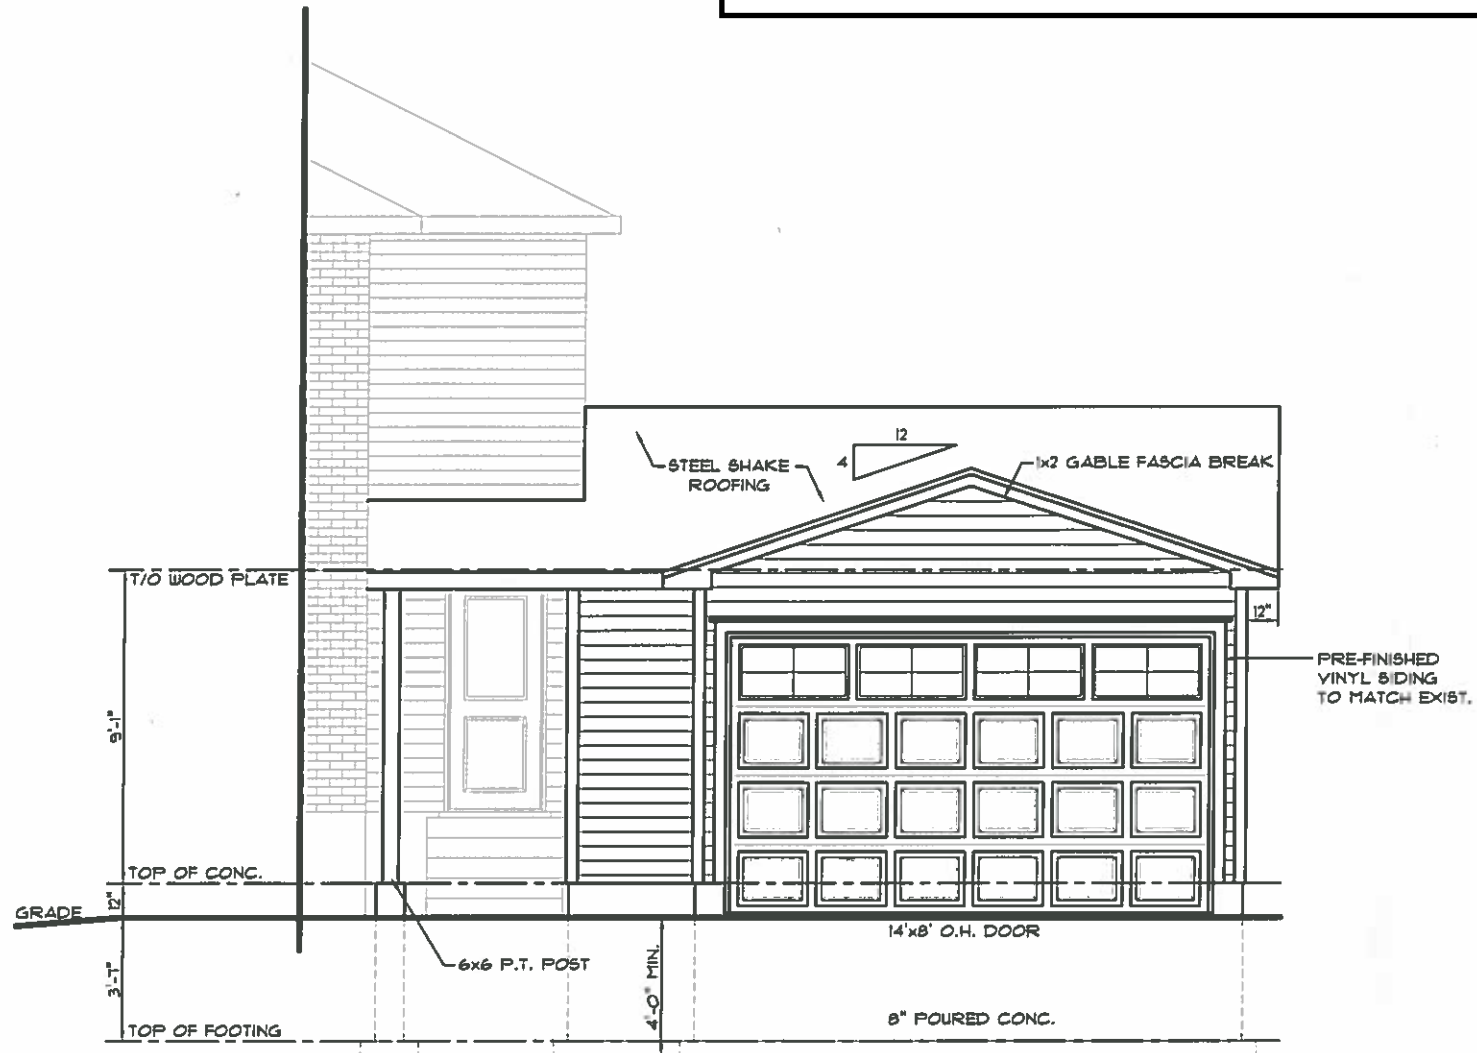 12
4
STEEL SHAKE
ROOFING
1x2 GABLE FASCIA BREAK
T/O WOOD PLATE
12"
PRE-FINISHED
VINYL SIDING
TO MATCH EXIST.
9'-1"
TOP OF CONC.
12"
GRADE
14'x8' O.H. DOOR
6x6 P.T. POST
3'-7"
4'-0" MIN.
8" POURED CONC.
TOP OF FOOTING